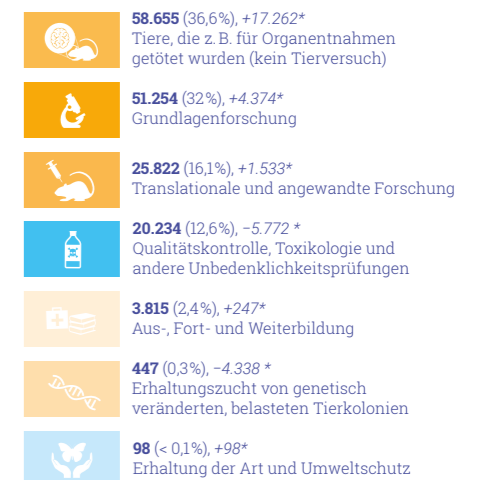 58.655 (36,6%), +17.262*
Tiere, die z. B. für Organentnahmen
getötet wurden (kein Tierversuch)
51.254 (32%), +4.374*
Grundlagenforschung
25.822 (16,1%), +1.533*
Translationale und angewandte Forschung
20.234 (12,6%), −5.772 *
Qualitätskontrolle, Toxikologie und
andere Unbedenklichkeitsprüfungen
3.815 (2,4%), +247*
Aus-, Fort- und Weiterbildung
447 (0,3%), −4.338 *
Erhaltungszucht von genetisch
veränderten, belasteten Tierkolonien
98 (< 0,1%), +98*
Erhaltung der Art und Umweltschutz